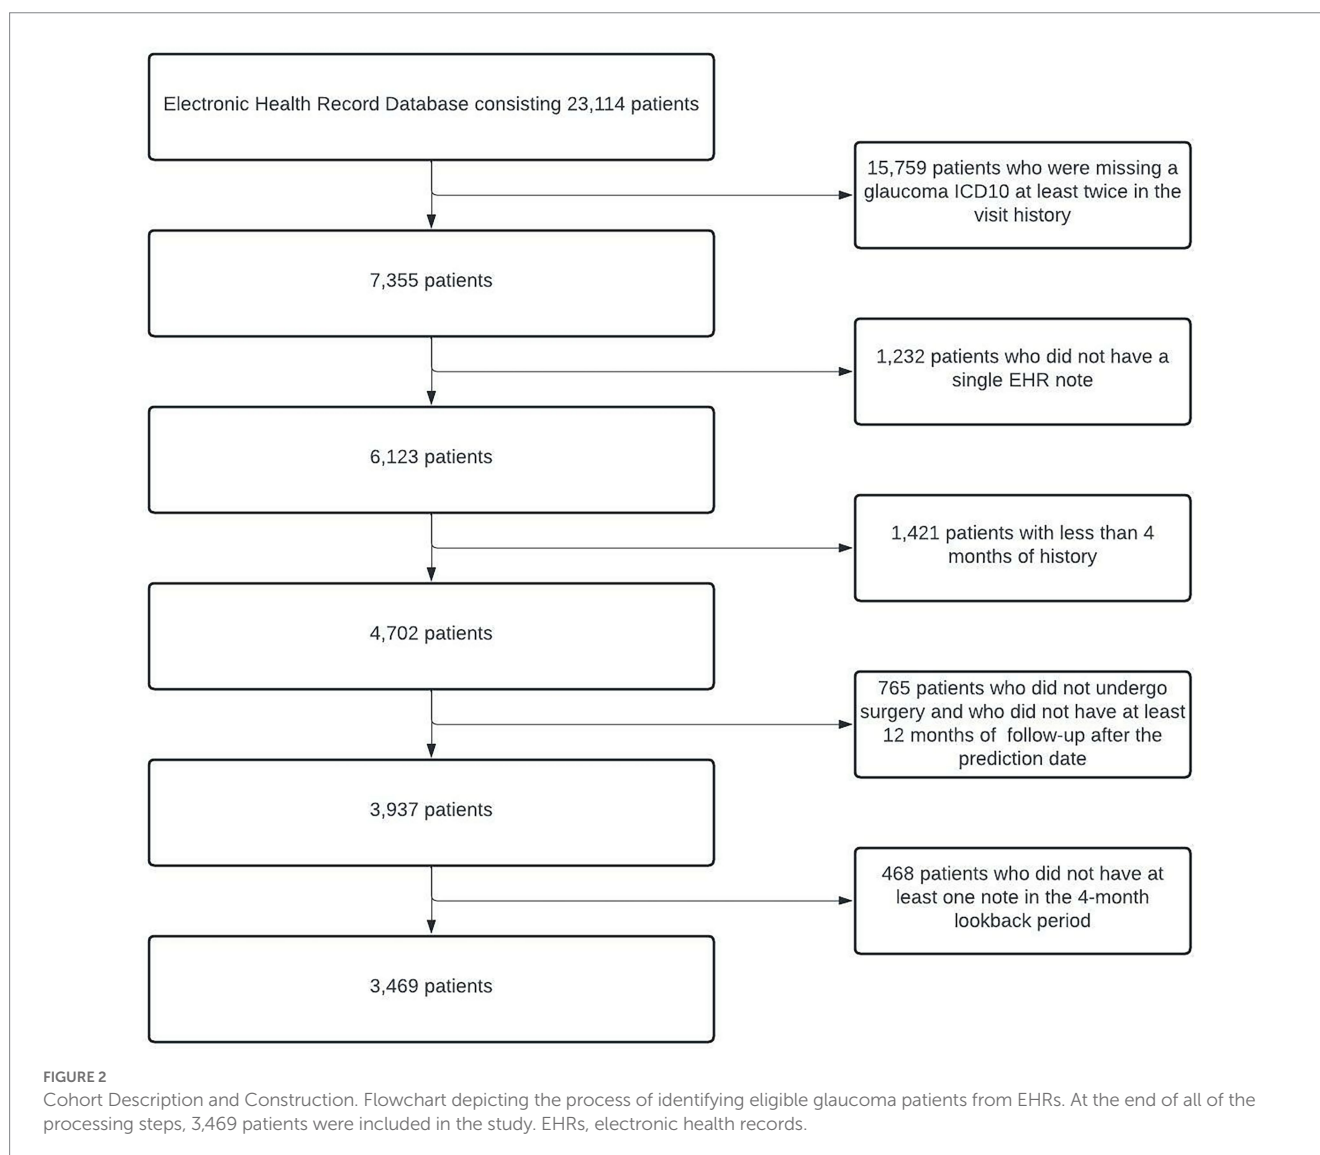 Electronic Health Record Database consisting 23,114 patients
15,759 patients who were missing a
glaucoma ICD10 at least twice in the
visit history
7,355 patients
1,232 patients who did not have a
single EHR note
6,123 patients
1,421 patients with less than 4
months of history
4,702 patients
765 patients who did not undergo
surgery and who did not have at least
12 months of follow-up after the
prediction date
3,937 patients
468 patients who did not have at
least one note in the 4-month
lookback period
3,469 patients
FIGURE 2
Cohort Description and Construction. Flowchart depicting the process of identifying eligible glaucoma patients from EHRs. At the end of all of the
processing steps, 3,469 patients were included in the study. EHRs, electronic health records.